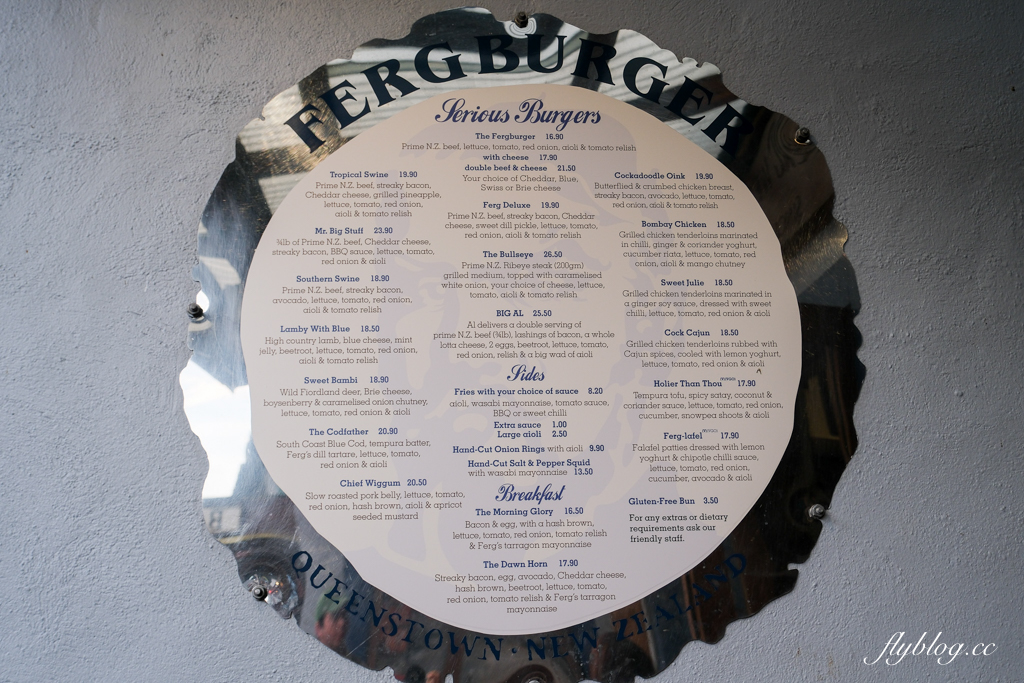 FERGBURGER
Serious Burgers
The Fergburger 16.90
Prime N.Z. beef, lettuce, tomato, red onion, aioli & tomato relish
with cheese 17.90
double beef & cheese 21.50
Your choice of Cheddar, Blue,
Swiss or Brie cheese
Tropical Swine 19.90
Prime N.Z. beef, streaky bacon,
Cheddar cheese, grilled pineapple,
lettuce, tomato, red onion,
aioli & tomato relish
Mr. Big Stuff 23.90
½lb of Prime N.Z. beef, Cheddar cheese,
streaky bacon, BBQ sauce, lettuce, tomato,
red onion & aioli
Southern Swine 18.90
Prime N.Z. beef, streaky bacon,
avocado, lettuce, tomato, red onion,
aioli & tomato relish
Lamby With Blue 18.50
High country lamb, blue cheese, mint
jelly, beetroot, lettuce, tomato, red onion,
aioli & tomato relish
Sweet Bambi 18.90
Wild Fiordland deer, Brie cheese,
boysenberry & caramelised onion chutney,
lettuce, tomato, red onion & aioli
The Codfather 20.90
South Coast Blue Cod, tempura batter,
Ferg's dill tartare, lettuce, tomato,
red onion & aioli
Chief Wiggum 20.50
Slow roasted pork belly, lettuce, tomato,
red onion, hash brown, aioli & apricot
seeded mustard
Ferg Deluxe 19.90
Prime N.Z. beef, streaky bacon, Cheddar
cheese, sweet dill pickle, lettuce, tomato,
red onion, aioli & tomato relish
The Bullseye 26.50
Prime N.Z. Ribeye steak (200gm)
grilled medium, topped with caramelised
white onion, your choice of cheese, lettuce,
tomato, aioli & tomato relish
BIG AL 25.50
Al delivers a double serving of
prime N.Z. beef (½lb), lashings of bacon, a whole
lotta cheese, 2 eggs, beetroot, lettuce, tomato,
red onion, relish & a big wad of aioli
Sides
Fries with your choice of sauce 8.20
aioli, wasabi mayonnaise, tomato sauce,
BBQ or sweet chilli
Extra sauce 1.00
Large aioli 2.50
Hand-Cut Onion Rings with aioli 9.90
Hand-Cut Salt & Pepper Squid
with wasabi mayonnaise 13.50
Breakfast
The Morning Glory 16.50
Bacon & egg, with a hash brown,
lettuce, tomato, red onion, tomato relish
& Ferg's tarragon mayonnaise
The Dawn Horn 17.90
Streaky bacon, egg, avocado, Cheddar cheese,
hash brown, beetroot, lettuce, tomato,
red onion, tomato relish & Ferg's tarragon
mayonnaise
Cockadoodle Oink 19.90
Butterflied & crumbed chicken breast,
streaky bacon, avocado, lettuce, tomato,
red onion, aioli & tomato relish
Bombay Chicken 18.50
Grilled chicken tenderloins marinated
in chilli, ginger & coriander yoghurt,
cucumber riata, lettuce, tomato, red
onion, aioli & mango chutney
Sweet Julie 18.50
Grilled chicken tenderloins marinated in
a ginger soy sauce, dressed with sweet
chilli, lettuce, tomato, red onion & aioli
Cock Cajun 18.50
Grilled chicken tenderloins rubbed with
Cajun spices, cooled with lemon yoghurt,
lettuce, tomato, red onion & aioli
Holier Than Thou 17.90
Tempura tofu, spicy satay, coconut &
coriander sauce, lettuce, tomato, red onion,
cucumber, snowpea shoots & aioli
Ferg-lafel 17.90
Falafel patties dressed with lemon
yoghurt & chipotle chilli sauce,
lettuce, tomato, red onion,
cucumber, avocado & aioli
Gluten-Free Bun 3.50
For any extras or dietary
requirements ask our
friendly staff.
QUEENSTOWN · NEW ZEALAND
flyblog.cc